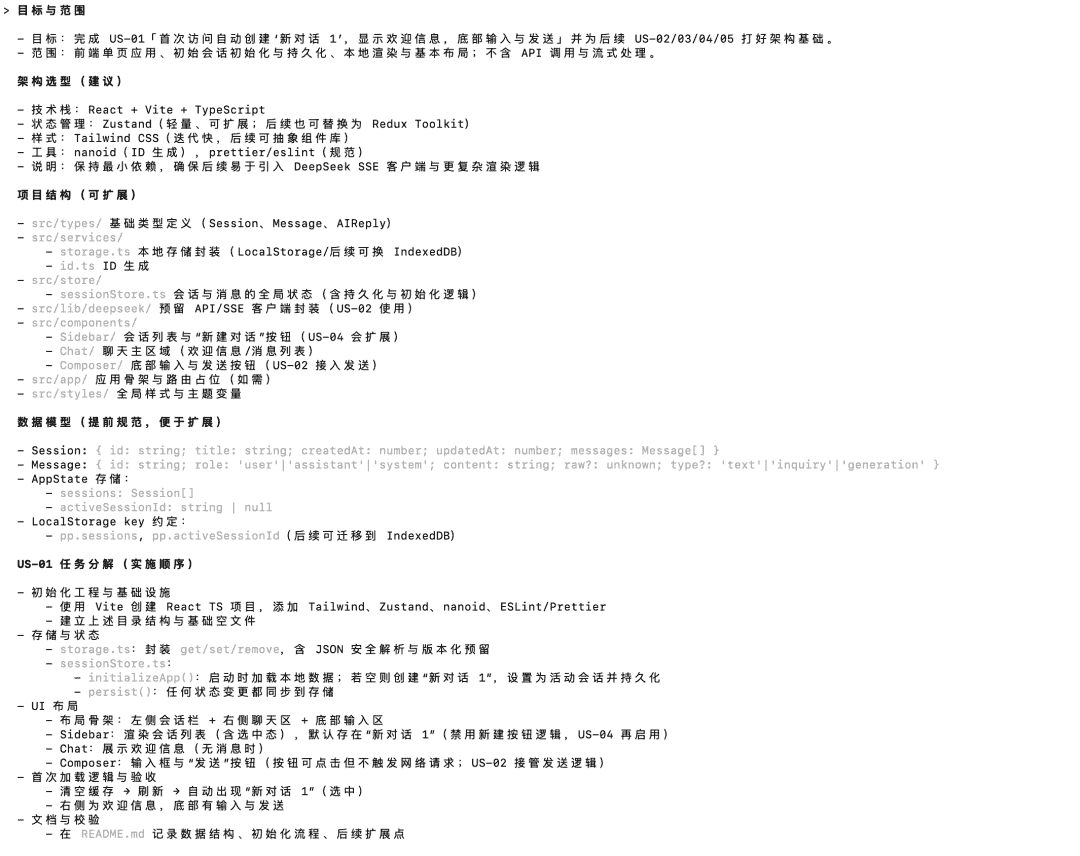 > 目标与范围
- 目标: 完成 US-01「首次访问自动创建‘新对话 1’, 显示欢迎信息, 底部输入与发送」并为后续 US-02/03/04/05 打好架构基础。
- 范围: 前端单页应用、初始会话初始化与持久化、本地渲染与基本布局; 不含 API 调用与流式处理。
架构选型 (建议)
- 技术栈: React + Vite + TypeScript
- 状态管理: Zustand (轻量、可扩展; 后续也可替换为 Redux Toolkit)
- 样式: Tailwind CSS (迭代快, 后续可抽象组件库)
- 工具: nanoid (ID 生成) , prettier/eslint (规范)
- 说明: 保持最小依赖, 确保后续易于引入 DeepSeek SSE 客户端与更复杂渲染逻辑
项目结构 (可扩展)
- src/types/ 基础类型定义 (Session、Message、AIReply)
- src/services/
- storage.ts 本地存储封装 (LocalStorage/后续可换 IndexedDB)
- id.ts ID 生成
- src/store/
- sessionStore.ts 会话与消息的全局状态 (含持久化与初始化逻辑)
- src/lib/deepseek/ 预留 API/SSE 客户端封装 (US-02 使用)
- src/components/
- Sidebar/ 会话列表与“新建对话”按钮 (US-04 会扩展)
- Chat/ 聊天主区域 (欢迎信息/消息列表)
- Composer/ 底部输入与发送按钮 (US-02 接入发送)
- src/app/ 应用骨架与路由占位 (如需)
- src/styles/ 全局样式与主题变量
数据模型 (提前规范, 便于扩展)
- Session: { id: string; title: string; createdAt: number; updatedAt: number; messages: Message[] }
- Message: { id: string; role: 'user'|'assistant'|'system'; content: string; raw?: unknown; type?: 'text'|'inquiry'|'generation' }
- AppState 存储:
- sessions: Session[]
- activeSessionId: string | null
- LocalStorage key 约定:
- pp.sessions, pp.activeSessionId (后续可迁移到 IndexedDB)
US-01 任务分解 (实施顺序)
- 初始化工程与基础设施
- 使用 Vite 创建 React TS 项目, 添加 Tailwind、Zustand、nanoid、ESLint/Prettier
- 建立上述目录结构与基础空文件
- 存储与状态
- storage.ts: 封装 get/set/remove, 含 JSON 安全解析与版本化预留
- sessionStore.ts:
- initializeApp(): 启动时加载本地数据; 若空则创建“新对话 1”, 设置为活动会话并持久化
- persist(): 任何状态变更都同步到存储
- UI 布局
- 布局骨架: 左侧会话栏 + 右侧聊天区 + 底部输入区
- Sidebar: 渲染会话列表 (含选中态) , 默认存在“新对话 1” (禁用新建按钮逻辑, US-04 再启用)
- Chat: 展示欢迎信息 (无消息时)
- Composer: 输入框与“发送”按钮 (按钮可点击但不触发网络请求; US-02 接管发送逻辑)
- 首次加载逻辑与验收
- 清空缓存 → 刷新 → 自动出现“新对话 1” (选中)
- 右侧为欢迎信息, 底部有输入与发送
- 文档与校验
- 在 README.md 记录数据结构、初始化流程、后续扩展点